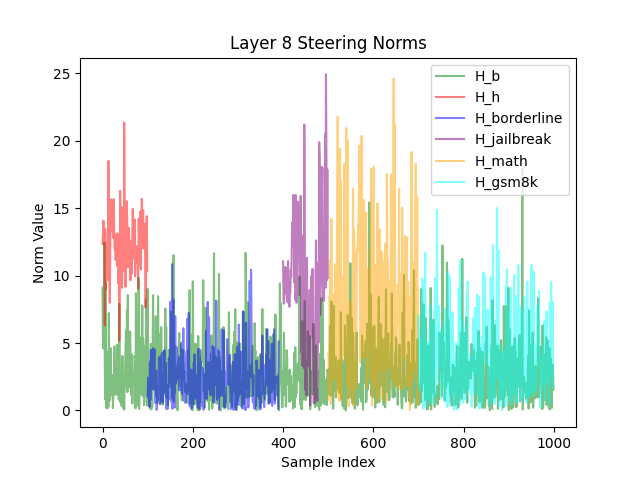 Layer 8 Steering Norms
H_b
H_h
H_borderline
H_jailbreak
H_math
H_gsm8k
Norm Value
25
20
15
10
5
0
0
200
400
600
800
1000
Sample Index